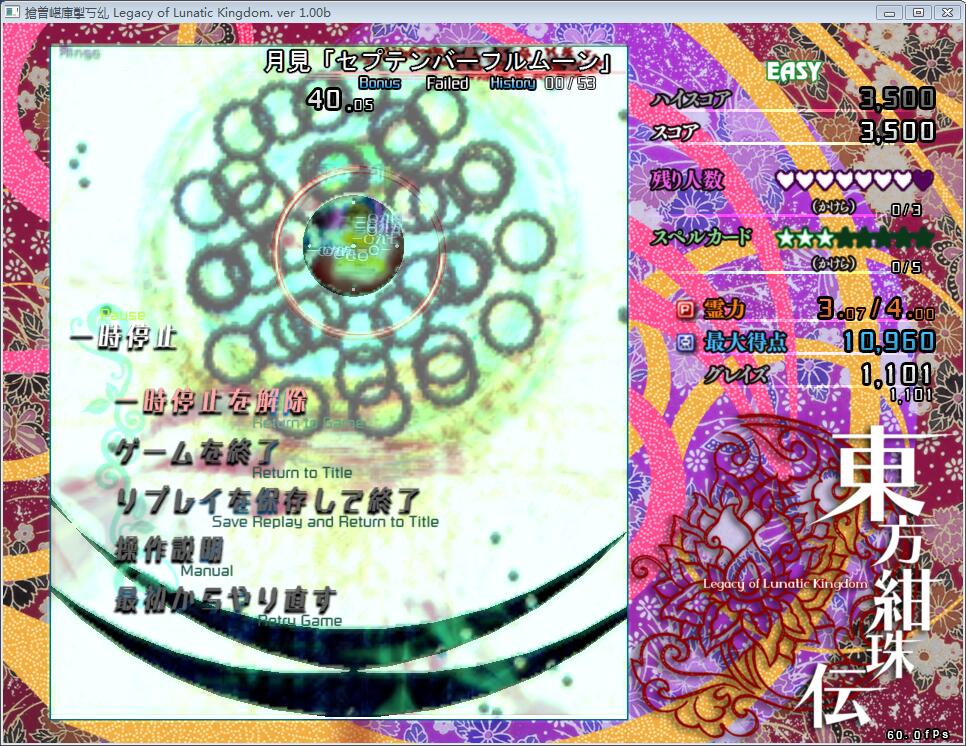 搶曽嵁庫掣丂乣 Legacy of Lunatic Kingdom. ver 1.00b
Ringo
月見「セプテンバーフルムーン」
Bonus Failed History 00/53
40.05
Pause
一時停止
一時停止を解除
Return to Game
ゲームを終了
Return to Title
リプレイを保存して終了
Save Replay and Return to Title
操作説明
Manual
最初からやり直す
Retry Game
EASY
ハイスコア 3,500
スコア 3,500
残り人数
(かけら) 0/3
スペルカード
(かけら) 0/5
P 霊力 3.07/4.00
最大得点 10,960
グレイズ 1,101
1,101
東方紺珠伝
Legacy of Lunatic Kingdom
60.0fps